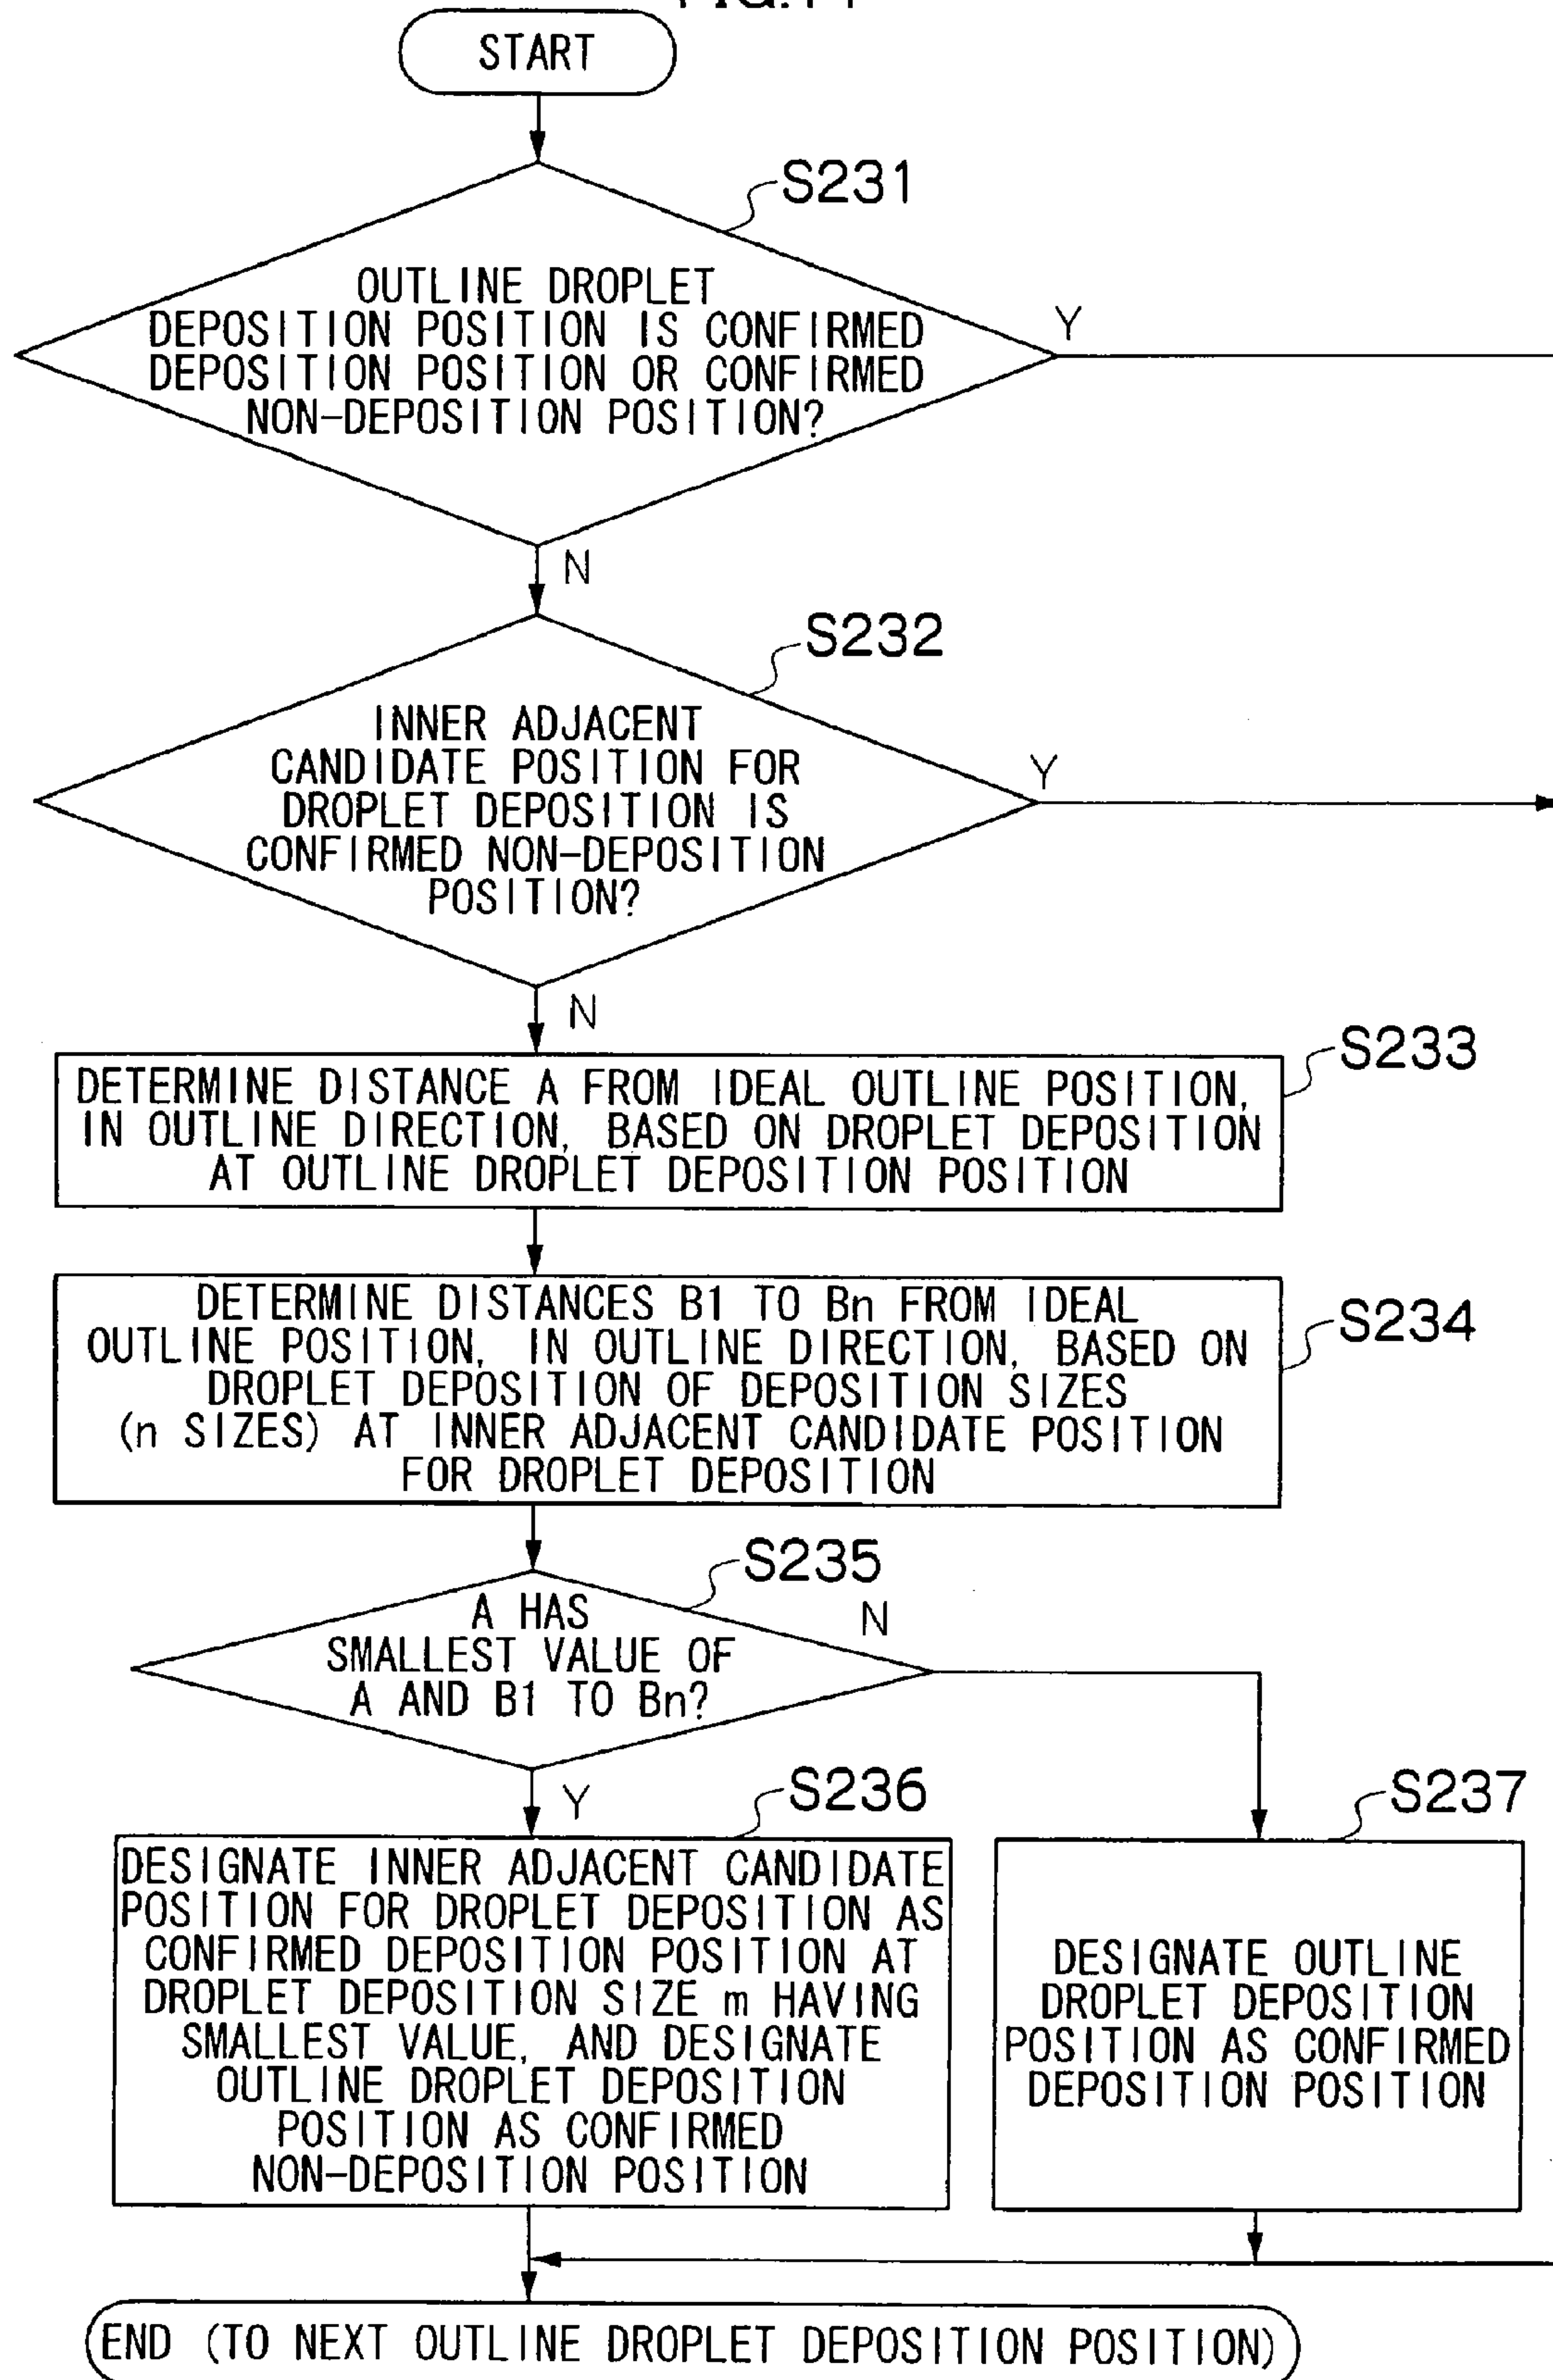 START
S231
OUTLINE DROPLET
DEPOSITION POSITION IS CONFIRMED
DEPOSITION POSITION OR CONFIRMED
NON-DEPOSITION POSITION?
Y
N
S232
INNER ADJACENT
CANDIDATE POSITION FOR
DROPLET DEPOSITION IS
CONFIRMED NON-DEPOSITION
POSITION?
Y
N
S233
DETERMINE DISTANCE A FROM IDEAL OUTLINE POSITION,
IN OUTLINE DIRECTION, BASED ON DROPLET DEPOSITION
AT OUTLINE DROPLET DEPOSITION POSITION
S234
DETERMINE DISTANCES B1 TO Bn FROM IDEAL
OUTLINE POSITION, IN OUTLINE DIRECTION, BASED ON
DROPLET DEPOSITION OF DEPOSITION SIZES
(n SIZES) AT INNER ADJACENT CANDIDATE POSITION
FOR DROPLET DEPOSITION
S235
A HAS
SMALLEST VALUE OF
A AND B1 TO Bn?
N
Y
S236
DESIGNATE INNER ADJACENT CANDIDATE
POSITION FOR DROPLET DEPOSITION AS
CONFIRMED DEPOSITION POSITION AT
DROPLET DEPOSITION SIZE m HAVING
SMALLEST VALUE, AND DESIGNATE
OUTLINE DROPLET DEPOSITION
POSITION AS CONFIRMED
NON-DEPOSITION POSITION
S237
DESIGNATE OUTLINE
DROPLET DEPOSITION
POSITION AS CONFIRMED
DEPOSITION POSITION
END (TO NEXT OUTLINE DROPLET DEPOSITION POSITION)